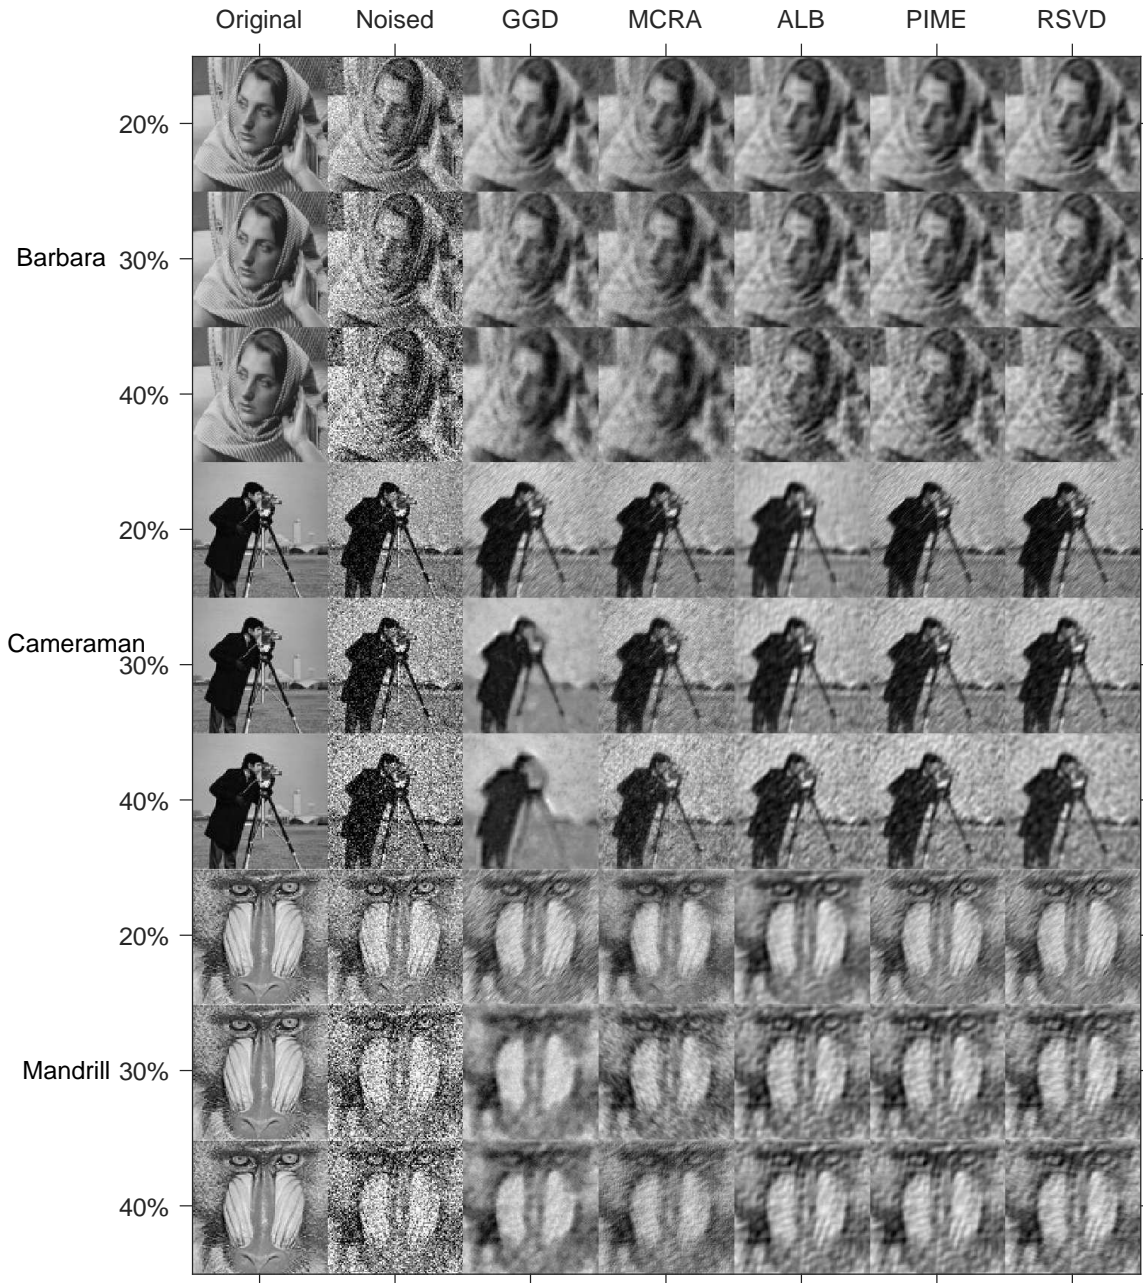 Original Noised GGD MCRA ALB PIME RSVD
20%
Barbara 30%
40%
20%
Cameraman
30%
40%
20%
Mandrill 30%
40%